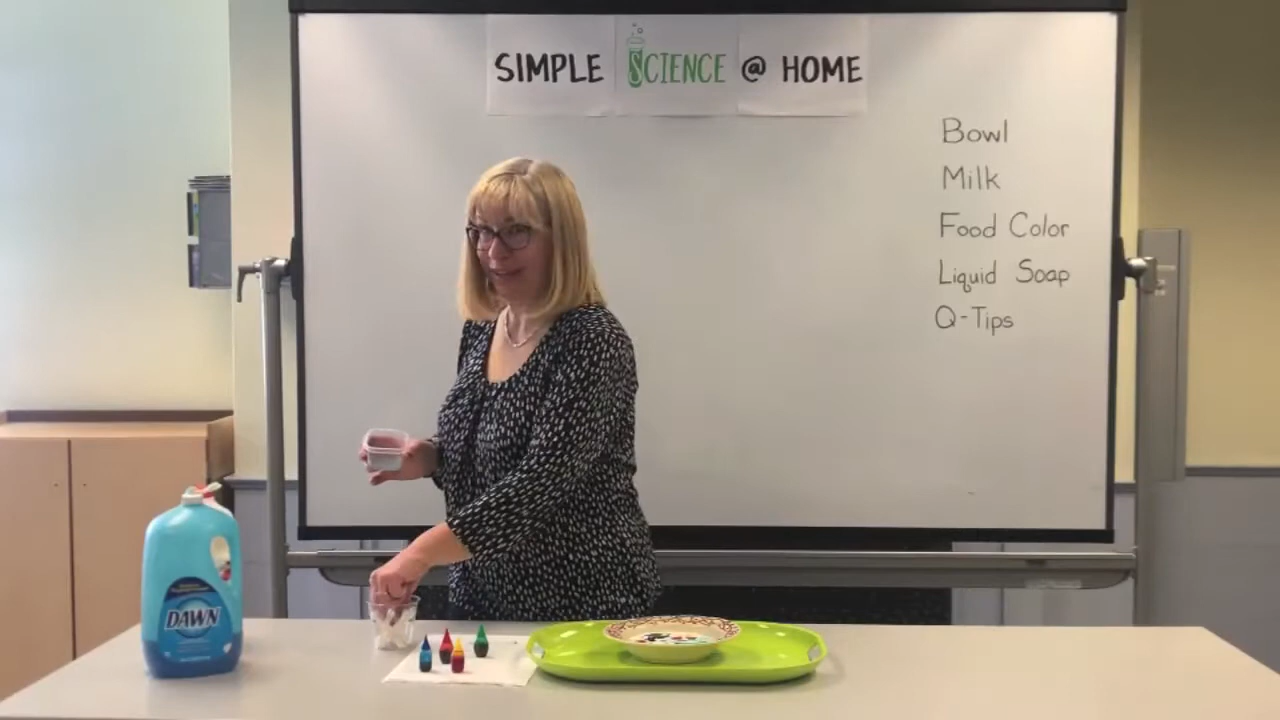 SIMPLE SCIENCE @ HOME
Bowl
Milk
Food Color
Liquid Soap
Q-Tips
DAWN